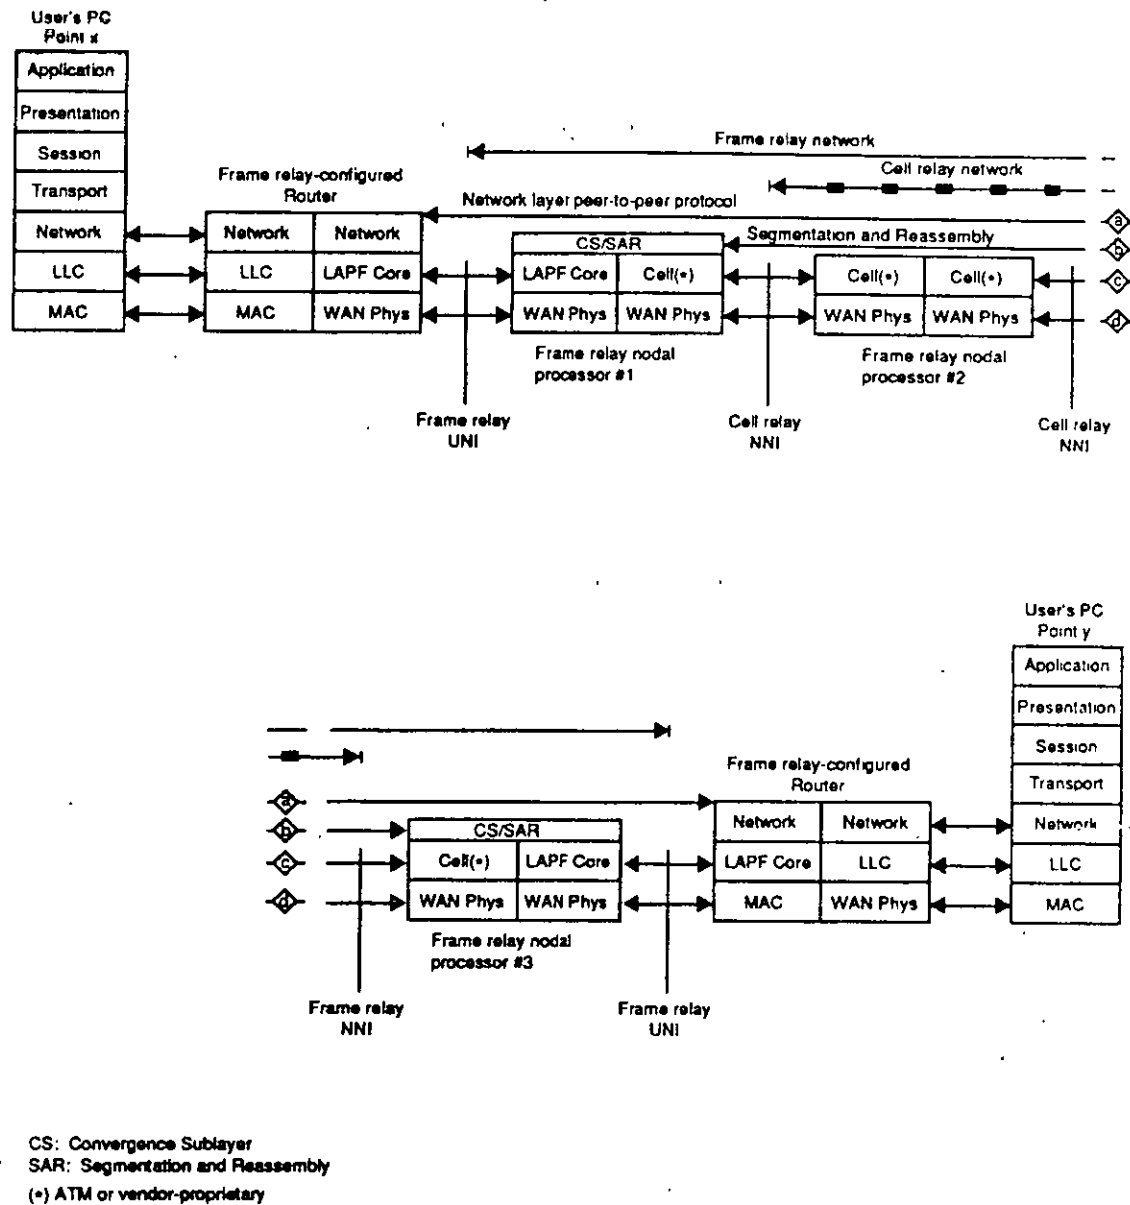 User's PC
Point x
Application
Presentation
Session
Transport
Network
LLC
MAC
Frame relay-configured
Router
Network Network
LLC LAPF Core
MAC WAN Phys
Frame relay network
Cell relay network
Network layer peer-to-peer protocol
Segmentation and Reassembly
a
b
c
d
CS/SAR
LAPF Core Cell(*)
WAN Phys WAN Phys
Frame relay nodal
processor #1
Cell(*) Cell(*)
WAN Phys WAN Phys
Frame relay nodal
processor #2
Frame relay
UNI
Cell relay
NNI
Cell relay
NNI
User's PC
Point y
Application
Presentation
Session
Transport
Network
LLC
MAC
Frame relay-configured
Router
Network Network
LAPF Core LLC
MAC WAN Phys
a
b
c
d
CS/SAR
Cell(*) LAPF Core
WAN Phys WAN Phys
Frame relay nodal
processor #3
Frame relay
NNI
Frame relay
UNI
CS: Convergence Sublayer
SAR: Segmentation and Reassembly
(*) ATM or vendor-proprietary